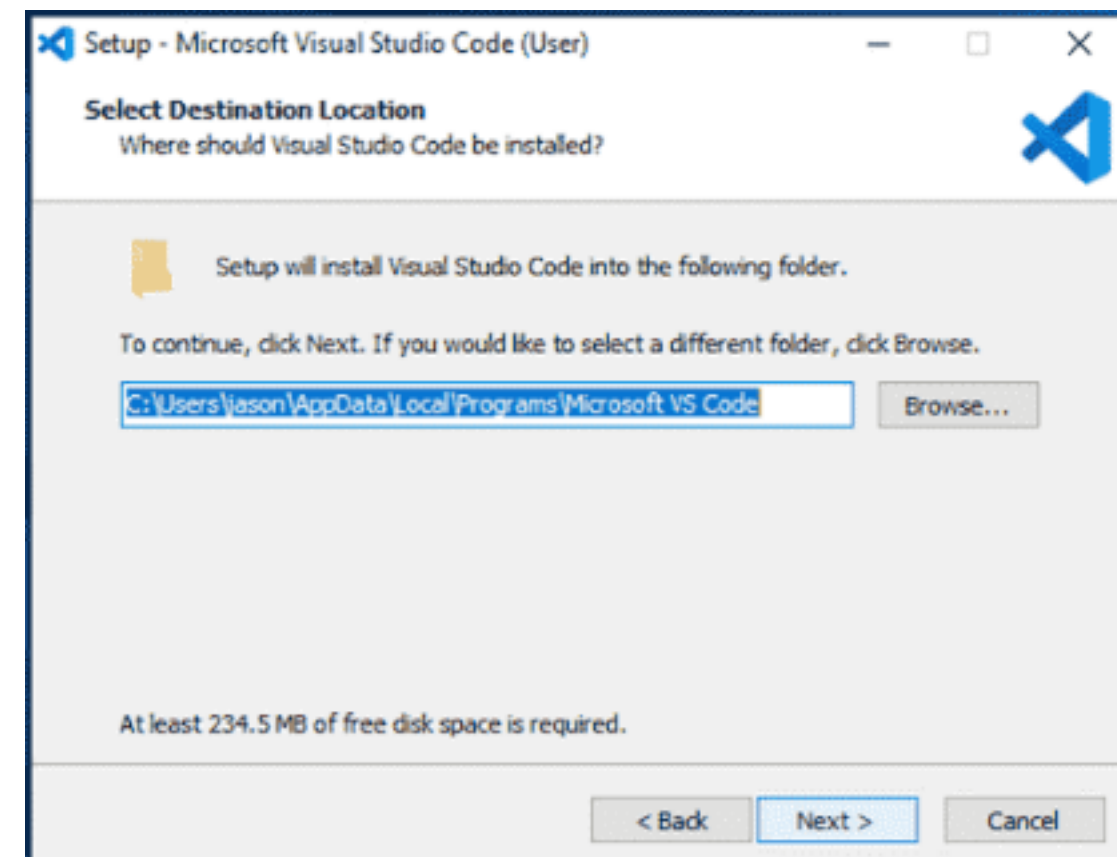 Setup - Microsoft Visual Studio Code (User)
Select Destination Location
Where should Visual Studio Code be installed?
Setup will install Visual Studio Code into the following folder.
To continue, click Next. If you would like to select a different folder, click Browse.
C:\Users\jason\AppData\Local\Programs\Microsoft VS Code
Browse...
At least 234.5 MB of free disk space is required.
< Back
Next >
Cancel